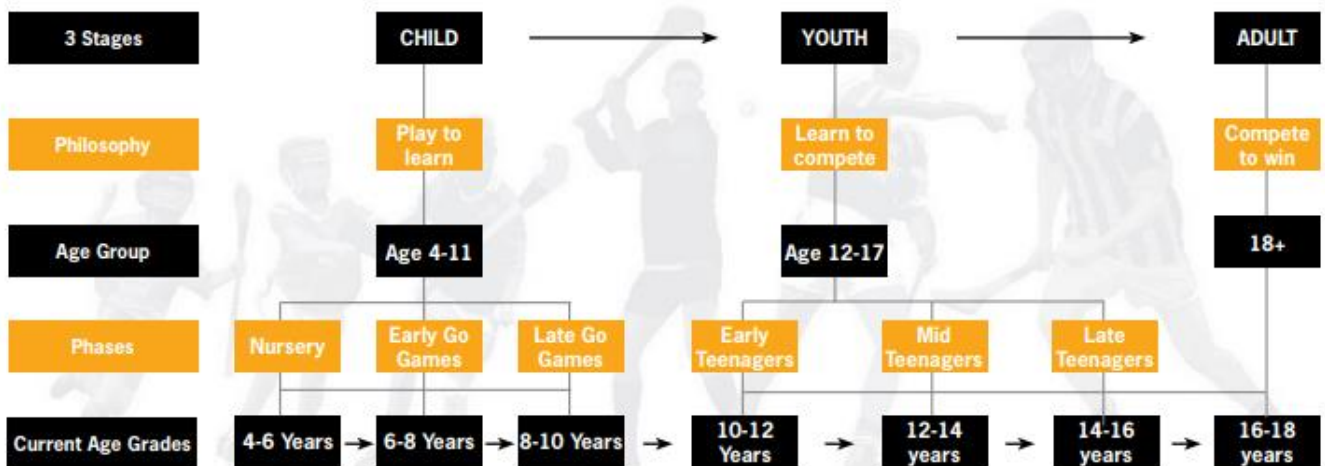 3 Stages
CHILD
YOUTH
ADULT
Philosophy
Play to
learn
Learn to
compete
Compete
to win
Age Group
Age 4-11
Age 12-17
18+
Phases
Nursery
Early Go
Games
Late Go
Games
Early
Teenagers
Mid
Teenagers
Late
Teenagers
Current Age Grades
4-6 Years
6-8 Years
8-10 Years
10-12
Years
12-14
years
14-16
years
16-18
years